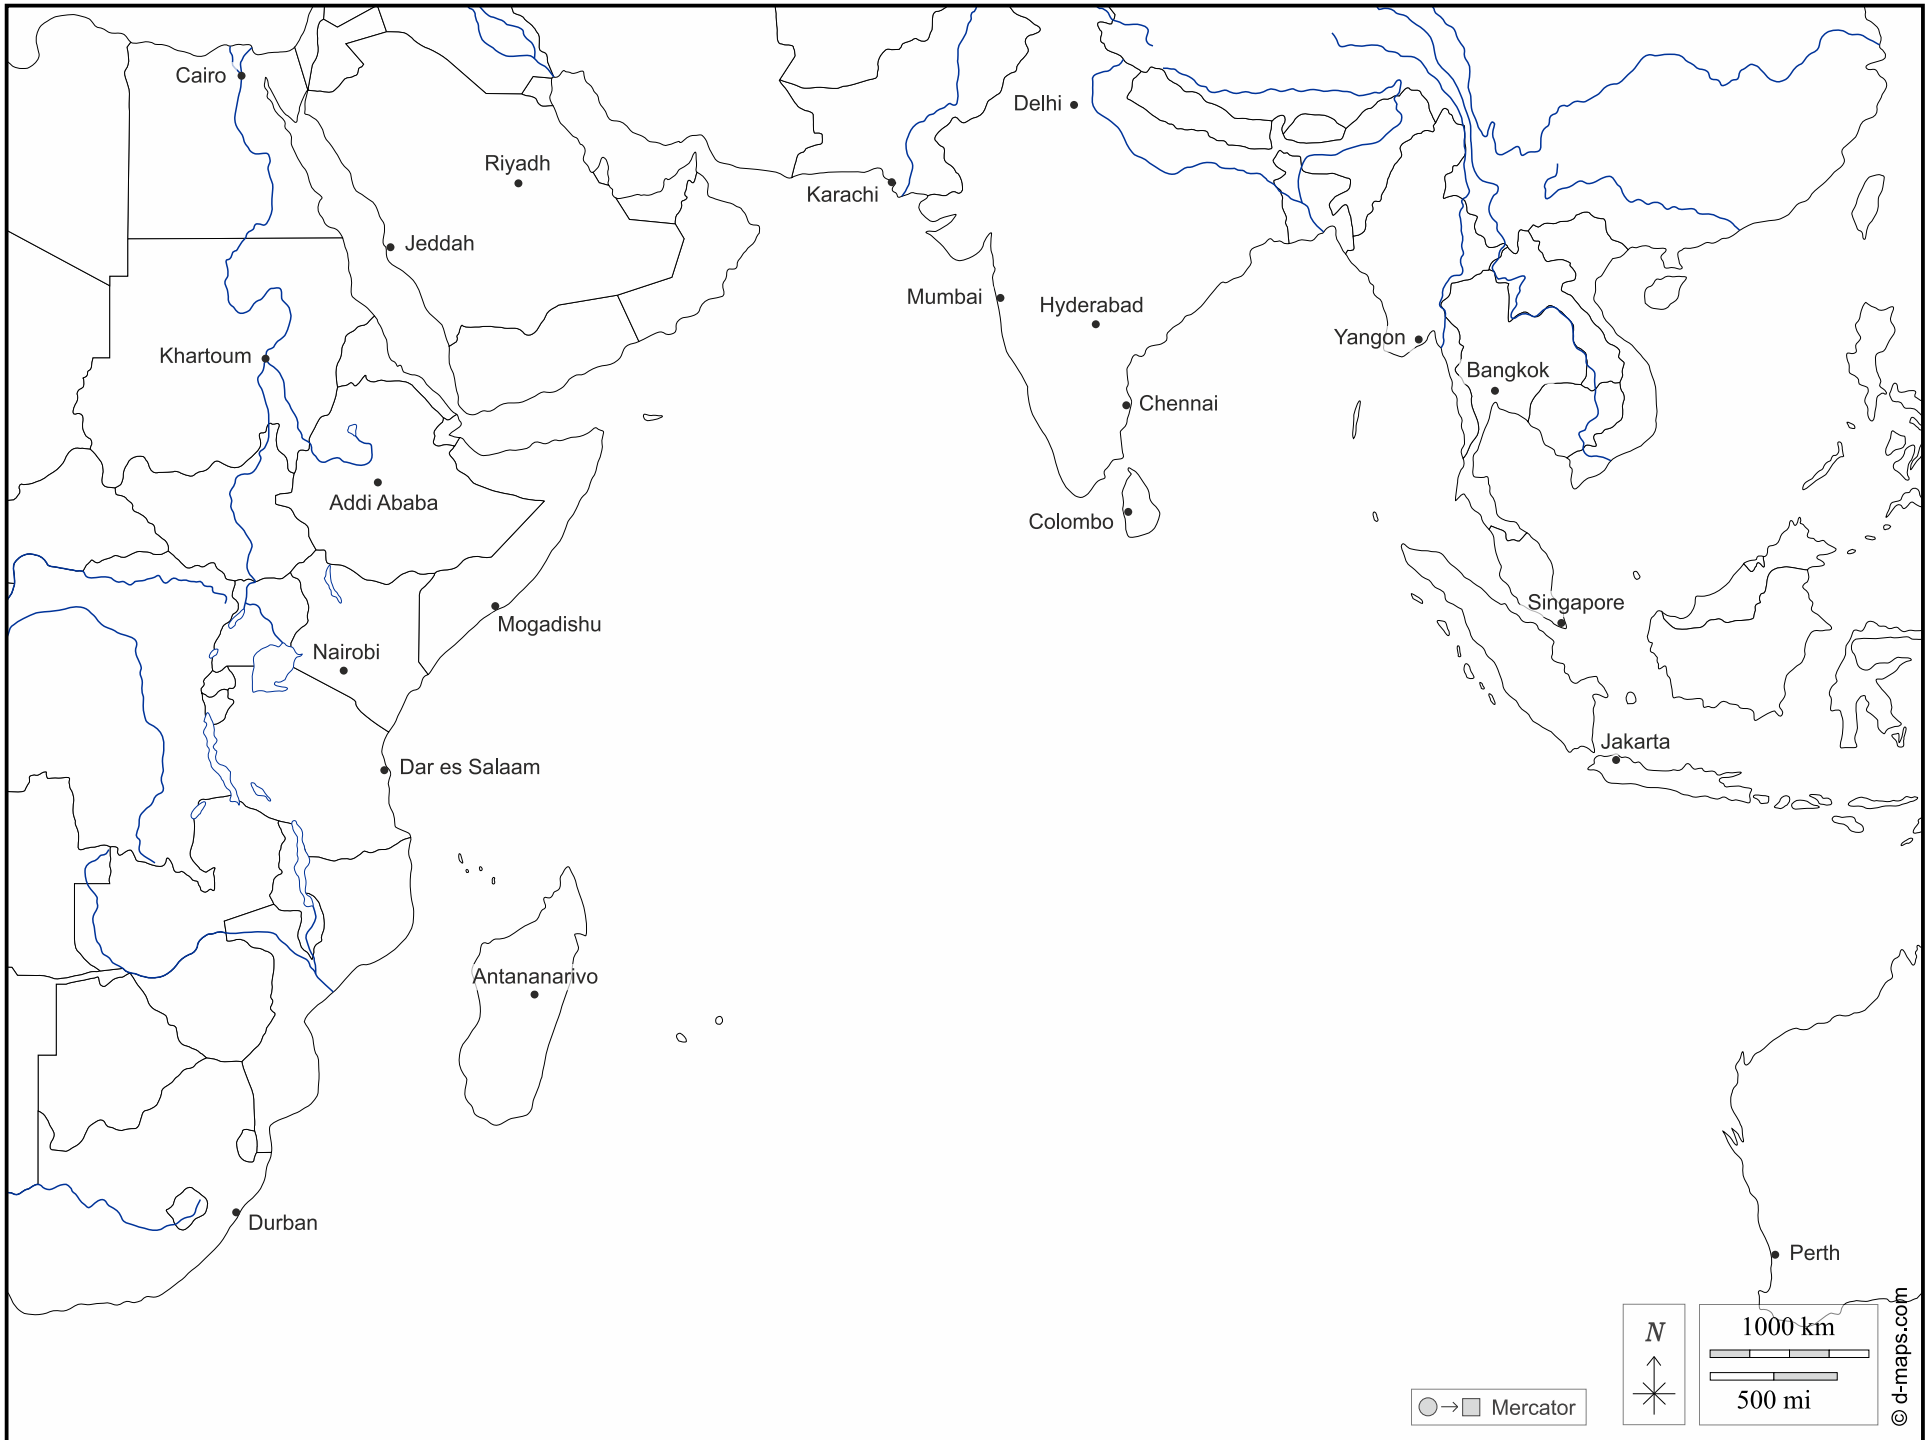 Cairo
Delhi
Riyadh
Karachi
Jeddah
Mumbai
Hyderabad
Yangon
Khartoum
Bangkok
Chennai
Addi Ababa
Colombo
Singapore
Mogadishu
Nairobi
Jakarta
Dar es Salaam
Antananarivo
Durban
Perth
N
1000 km
500 mi
Mercator
© d-maps.com